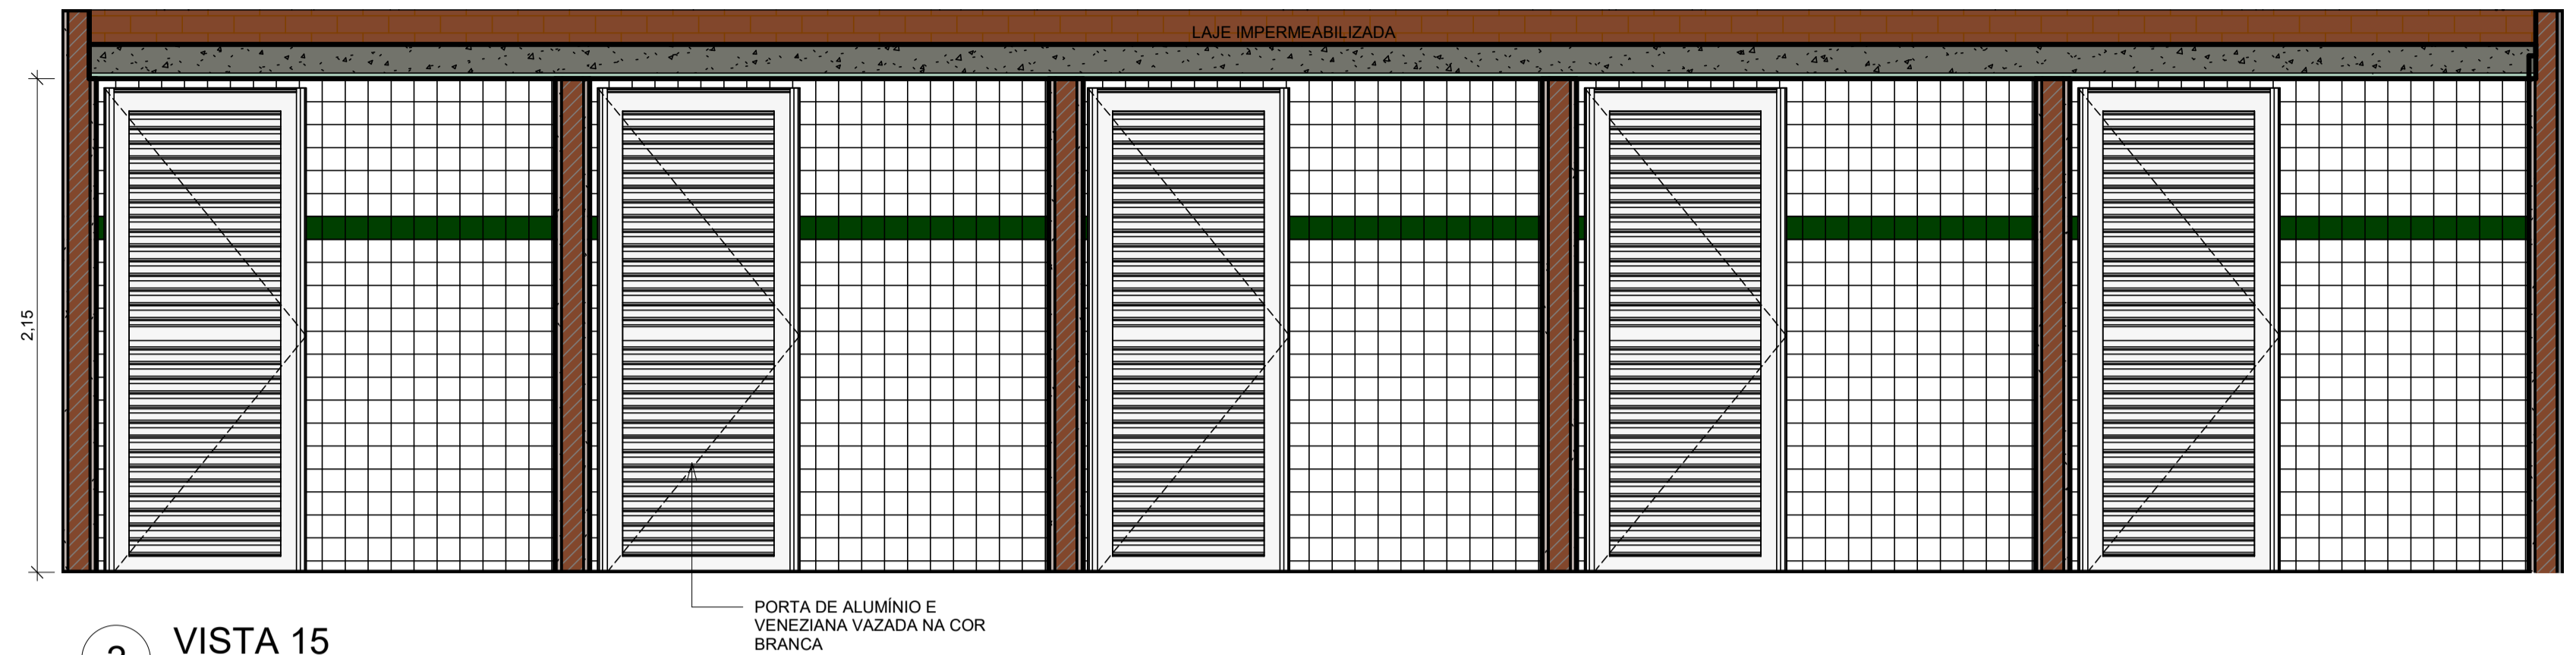 LAJE IMPERMEABILIZADA
2,15
PORTA DE ALUMÍNIO E
VENEZIANA VAZADA NA COR
BRANCA
VISTA 15